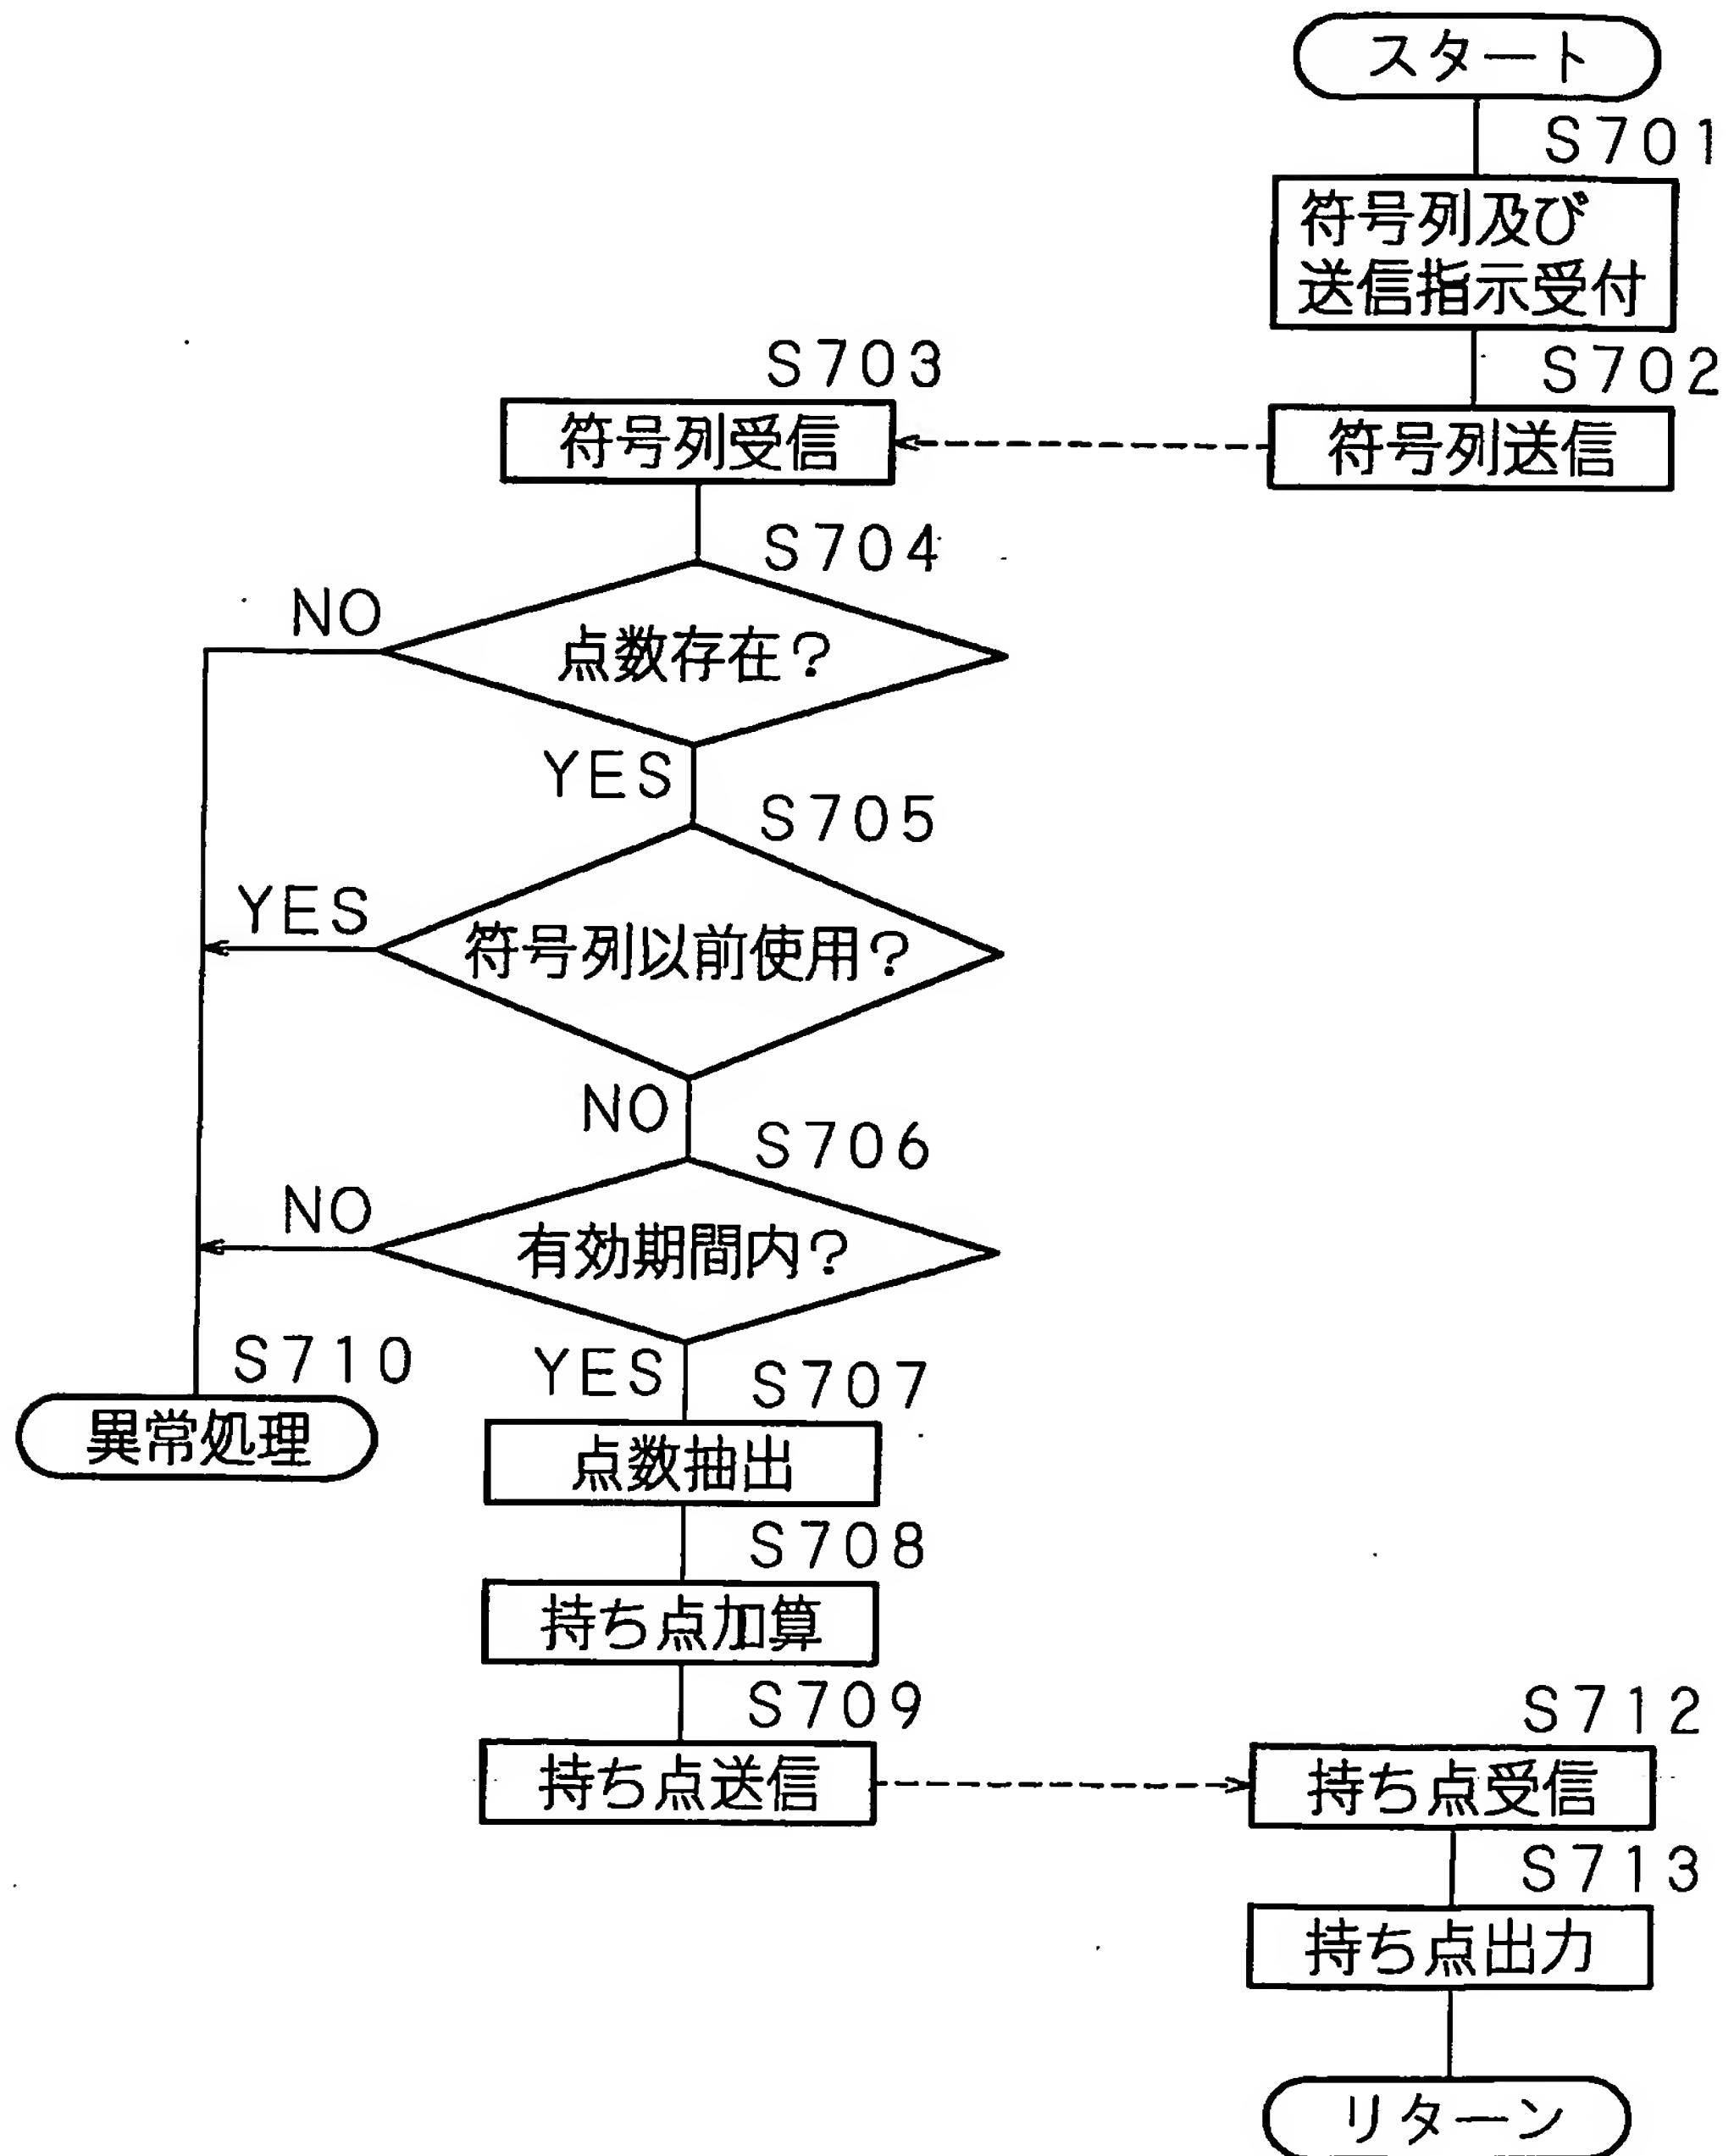 スタート
S701
符号列及び
送信指示受付
S702
符号列送信
S703
符号列受信
S704
点数存在?
NO
YES
S705
符号列以前使用?
YES
NO
S706
有効期間内?
NO
YES
S710
異常処理
S707
点数抽出
S708
持ち点加算
S709
持ち点送信
S712
持ち点受信
S713
持ち点出力
リターン